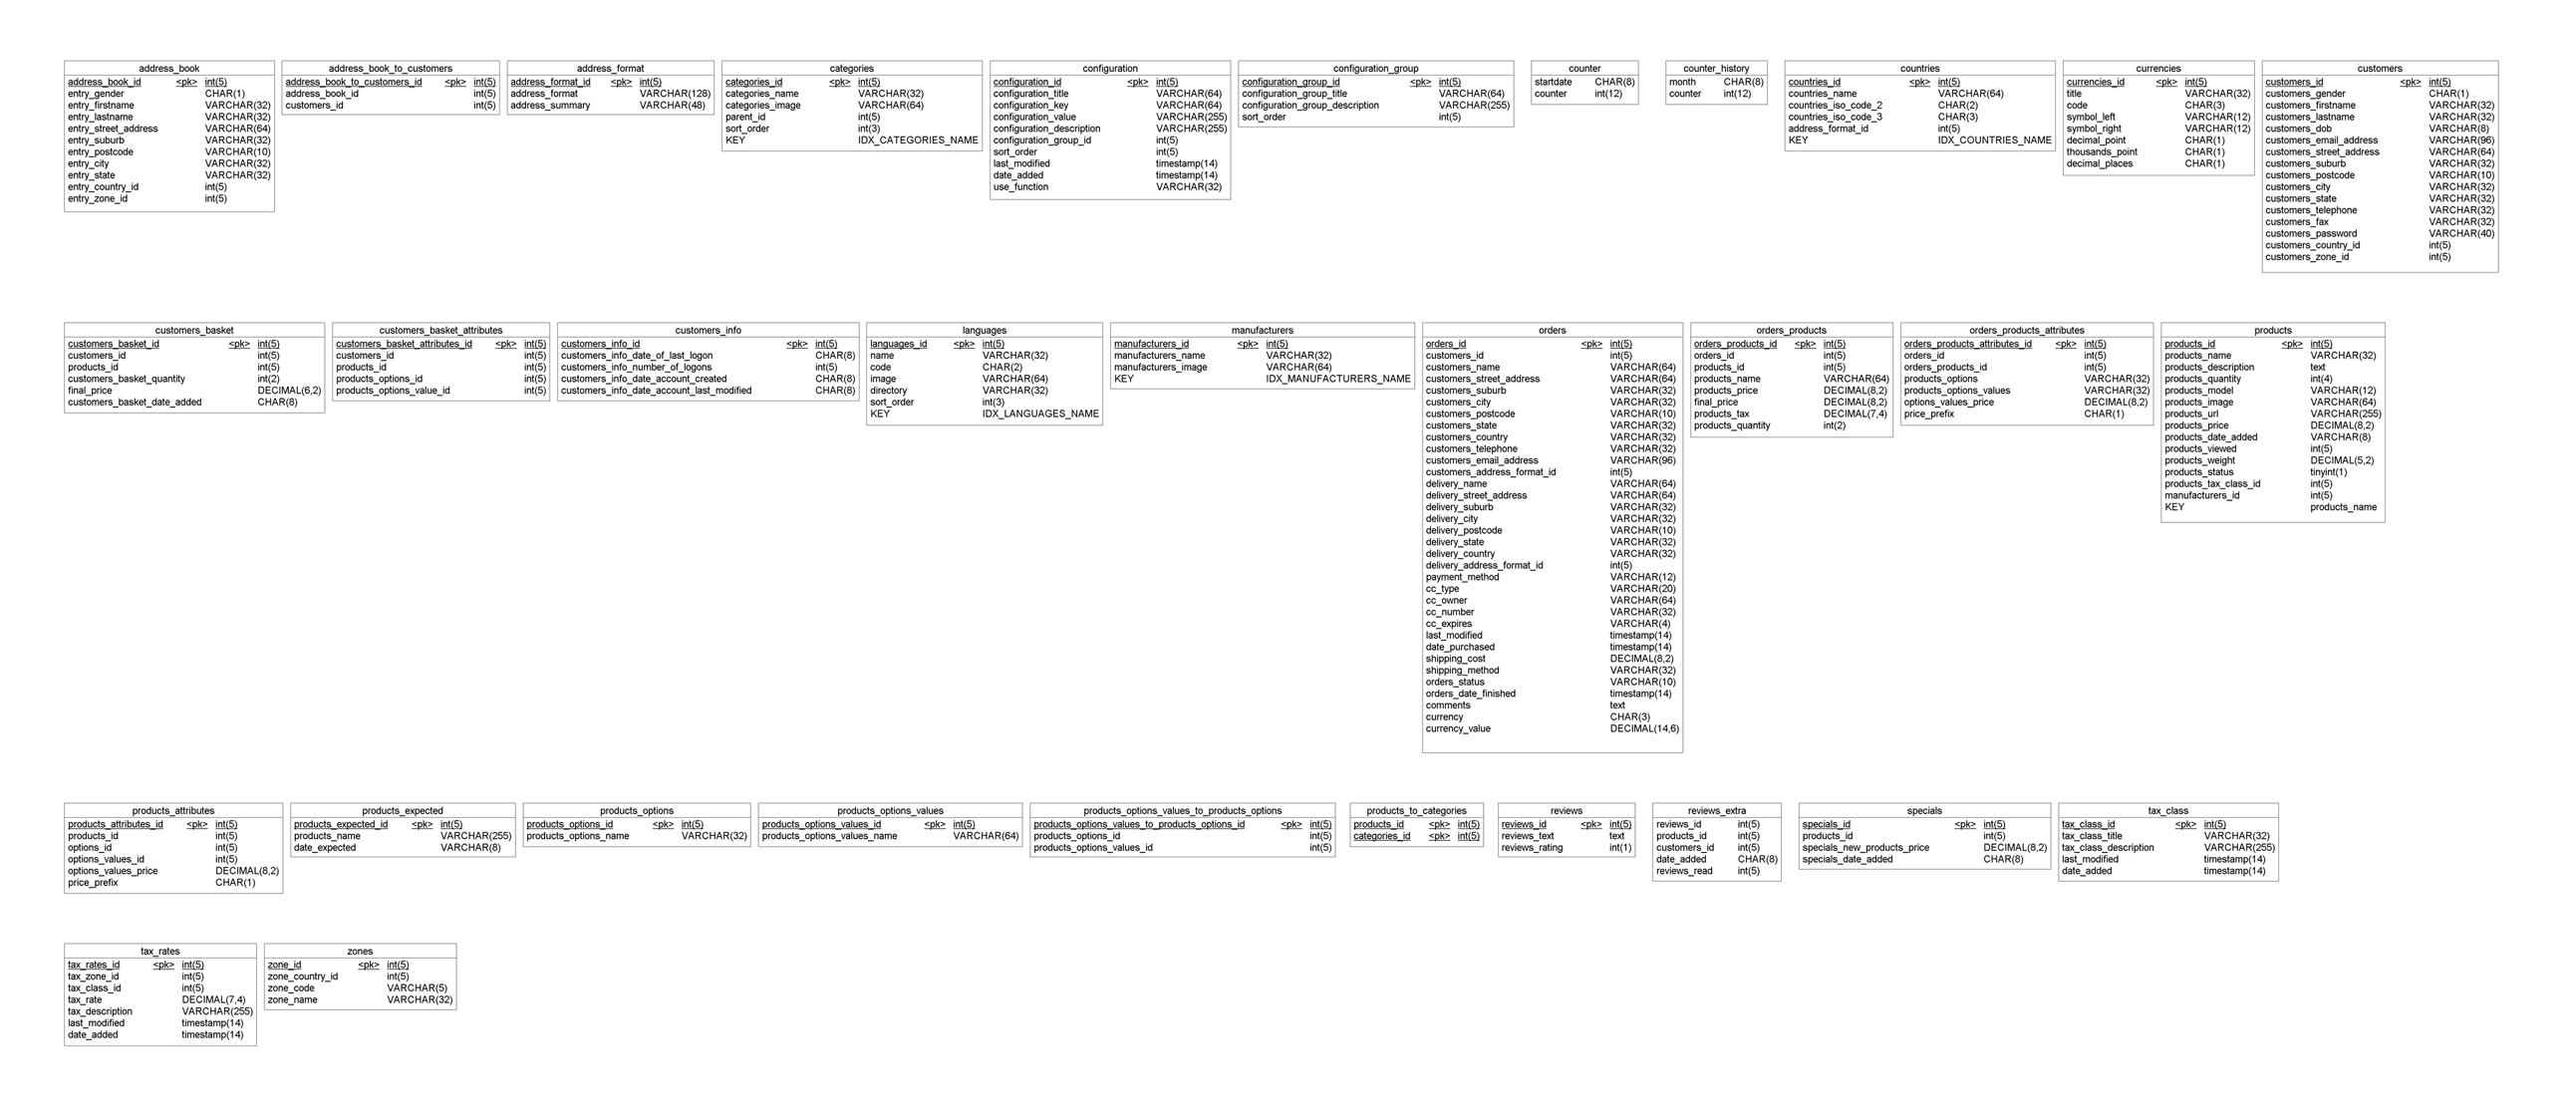 address_book
address_book_id <pk> int(5)
entry_gender CHAR(1)
entry_firstname VARCHAR(32)
entry_lastname VARCHAR(32)
entry_street_address VARCHAR(64)
entry_suburb VARCHAR(32)
entry_postcode VARCHAR(10)
entry_city VARCHAR(32)
entry_state VARCHAR(32)
entry_country_id int(5)
entry_zone_id int(5)
address_book_to_customers
address_book_to_customers_id <pk> int(5)
address_book_id int(5)
customers_id int(5)
address_format
address_format_id <pk> int(5)
address_format VARCHAR(128)
address_summary VARCHAR(48)
categories
categories_id <pk> int(5)
categories_name VARCHAR(32)
categories_image VARCHAR(64)
parent_id int(5)
sort_order int(3)
KEY IDX_CATEGORIES_NAME
configuration
configuration_id <pk> int(5)
configuration_title VARCHAR(64)
configuration_key VARCHAR(64)
configuration_value VARCHAR(255)
configuration_description VARCHAR(255)
configuration_group_id int(5)
sort_order int(5)
last_modified timestamp(14)
date_added timestamp(14)
use_function VARCHAR(32)
configuration_group
configuration_group_id <pk> int(5)
configuration_group_title VARCHAR(64)
configuration_group_description VARCHAR(255)
sort_order int(5)
counter
startdate CHAR(8)
counter int(12)
counter_history
month CHAR(8)
counter int(12)
countries
countries_id <pk> int(5)
countries_name VARCHAR(64)
countries_iso_code_2 CHAR(2)
countries_iso_code_3 CHAR(3)
address_format_id int(5)
KEY IDX_COUNTRIES_NAME
currencies
currencies_id <pk> int(5)
title VARCHAR(32)
code CHAR(3)
symbol_left VARCHAR(12)
symbol_right VARCHAR(12)
decimal_point CHAR(1)
thousands_point CHAR(1)
decimal_places CHAR(1)
customers
customers_id <pk> int(5)
customers_gender CHAR(1)
customers_firstname VARCHAR(32)
customers_lastname VARCHAR(32)
customers_dob VARCHAR(8)
customers_email_address VARCHAR(96)
customers_street_address VARCHAR(64)
customers_suburb VARCHAR(32)
customers_postcode VARCHAR(10)
customers_city VARCHAR(32)
customers_state VARCHAR(32)
customers_telephone VARCHAR(32)
customers_fax VARCHAR(32)
customers_password VARCHAR(40)
customers_country_id int(5)
customers_zone_id int(5)
customers_basket
customers_basket_id <pk> int(5)
customers_id int(5)
products_id int(5)
customers_basket_quantity int(2)
final_price DECIMAL(6,2)
customers_basket_date_added CHAR(8)
customers_basket_attributes
customers_basket_attributes_id <pk> int(5)
customers_id int(5)
products_id int(5)
products_options_id int(5)
products_options_value_id int(5)
customers_info
customers_info_id <pk> int(5)
customers_info_date_of_last_logon CHAR(8)
customers_info_number_of_logons int(5)
customers_info_date_account_created CHAR(8)
customers_info_date_account_last_modified CHAR(8)
languages
languages_id <pk> int(5)
name VARCHAR(32)
code CHAR(2)
image VARCHAR(64)
directory VARCHAR(32)
sort_order int(3)
KEY IDX_LANGUAGES_NAME
manufacturers
manufacturers_id <pk> int(5)
manufacturers_name VARCHAR(32)
manufacturers_image VARCHAR(64)
KEY IDX_MANUFACTURERS_NAME
orders
orders_id <pk> int(5)
customers_id int(5)
customers_name VARCHAR(64)
customers_street_address VARCHAR(64)
customers_suburb VARCHAR(32)
customers_city VARCHAR(32)
customers_postcode VARCHAR(10)
customers_state VARCHAR(32)
customers_country VARCHAR(32)
customers_telephone VARCHAR(32)
customers_email_address VARCHAR(96)
customers_address_format_id int(5)
delivery_name VARCHAR(64)
delivery_street_address VARCHAR(64)
delivery_suburb VARCHAR(32)
delivery_city VARCHAR(32)
delivery_postcode VARCHAR(10)
delivery_state VARCHAR(32)
delivery_country VARCHAR(32)
delivery_address_format_id int(5)
payment_method VARCHAR(12)
cc_type VARCHAR(20)
cc_owner VARCHAR(64)
cc_number VARCHAR(32)
cc_expires VARCHAR(4)
last_modified timestamp(14)
date_purchased timestamp(14)
shipping_cost DECIMAL(8,2)
shipping_method VARCHAR(32)
orders_status VARCHAR(10)
orders_date_finished timestamp(14)
comments text
currency CHAR(3)
currency_value DECIMAL(14,6)
orders_products
orders_products_id <pk> int(5)
orders_id int(5)
products_id int(5)
products_name VARCHAR(64)
products_price DECIMAL(8,2)
final_price DECIMAL(8,2)
products_tax DECIMAL(7,4)
products_quantity int(2)
orders_products_attributes
orders_products_attributes_id <pk> int(5)
orders_id int(5)
orders_products_id int(5)
products_options VARCHAR(32)
products_options_values VARCHAR(32)
options_values_price DECIMAL(8,2)
price_prefix CHAR(1)
products
products_id <pk> int(5)
products_name VARCHAR(32)
products_description text
products_quantity int(4)
products_model VARCHAR(12)
products_image VARCHAR(64)
products_url VARCHAR(255)
products_price DECIMAL(8,2)
products_date_added VARCHAR(8)
products_viewed int(5)
products_weight DECIMAL(5,2)
products_status tinyint(1)
products_tax_class_id int(5)
manufacturers_id int(5)
KEY products_name
products_attributes
products_attributes_id <pk> int(5)
products_id int(5)
options_id int(5)
options_values_id int(5)
options_values_price DECIMAL(8,2)
price_prefix CHAR(1)
products_expected
products_expected_id <pk> int(5)
products_name VARCHAR(255)
date_expected VARCHAR(8)
products_options
products_options_id <pk> int(5)
products_options_name VARCHAR(32)
products_options_values
products_options_values_id <pk> int(5)
products_options_values_name VARCHAR(64)
products_options_values_to_products_options
products_options_values_to_products_options_id <pk> int(5)
products_options_id int(5)
products_options_values_id int(5)
products_to_categories
products_id <pk> int(5)
categories_id <pk> int(5)
reviews
reviews_id <pk> int(5)
reviews_text text
reviews_rating int(1)
reviews_extra
reviews_id int(5)
products_id int(5)
customers_id int(5)
date_added CHAR(8)
reviews_read int(5)
specials
specials_id <pk> int(5)
products_id int(5)
specials_new_products_price DECIMAL(8,2)
specials_date_added CHAR(8)
tax_class
tax_class_id <pk> int(5)
tax_class_title VARCHAR(32)
tax_class_description VARCHAR(255)
last_modified timestamp(14)
date_added timestamp(14)
tax_rates
tax_rates_id <pk> int(5)
tax_zone_id int(5)
tax_class_id int(5)
tax_rate DECIMAL(7,4)
tax_description VARCHAR(255)
last_modified timestamp(14)
date_added timestamp(14)
zones
zone_id <pk> int(5)
zone_country_id int(5)
zone_code VARCHAR(5)
zone_name VARCHAR(32)